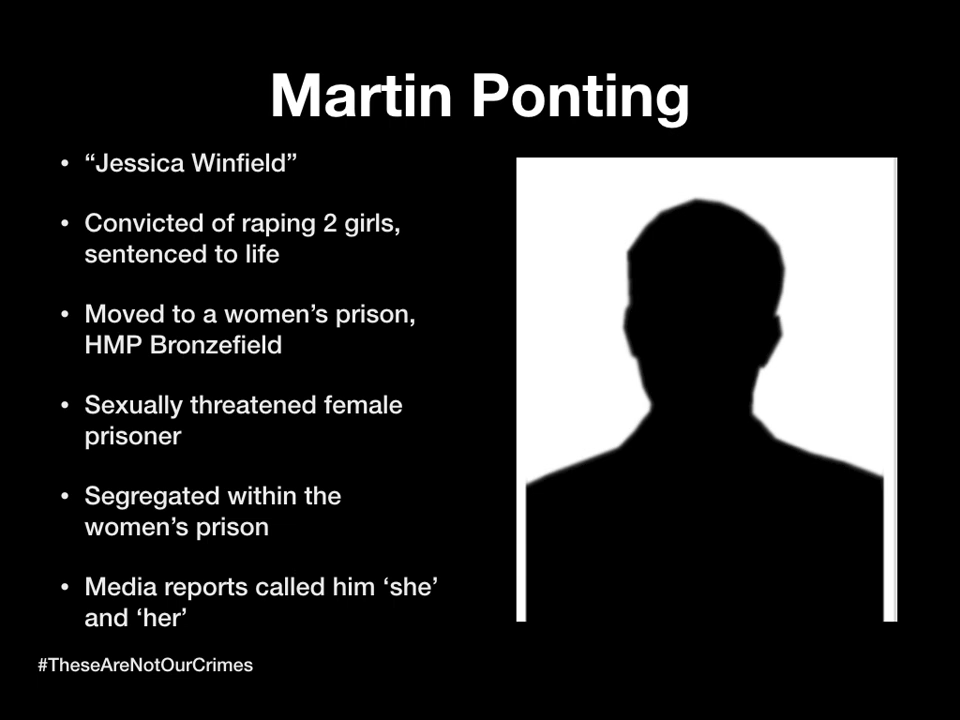 Martin Ponting
• “Jessica Winfield”
• Convicted of raping 2 girls,
sentenced to life
• Moved to a women’s prison,
HMP Bronzefield
• Sexually threatened female
prisoner
• Segregated within the
women’s prison
• Media reports called him ‘she’
and ‘her’
#TheseAreNotOurCrimes